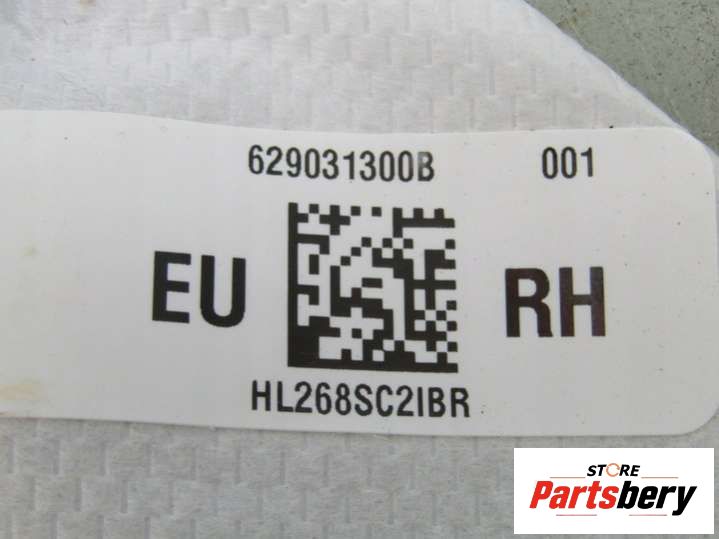 629031300B 001
EU RH
HL268SC2IBR
STORE
Partsbery